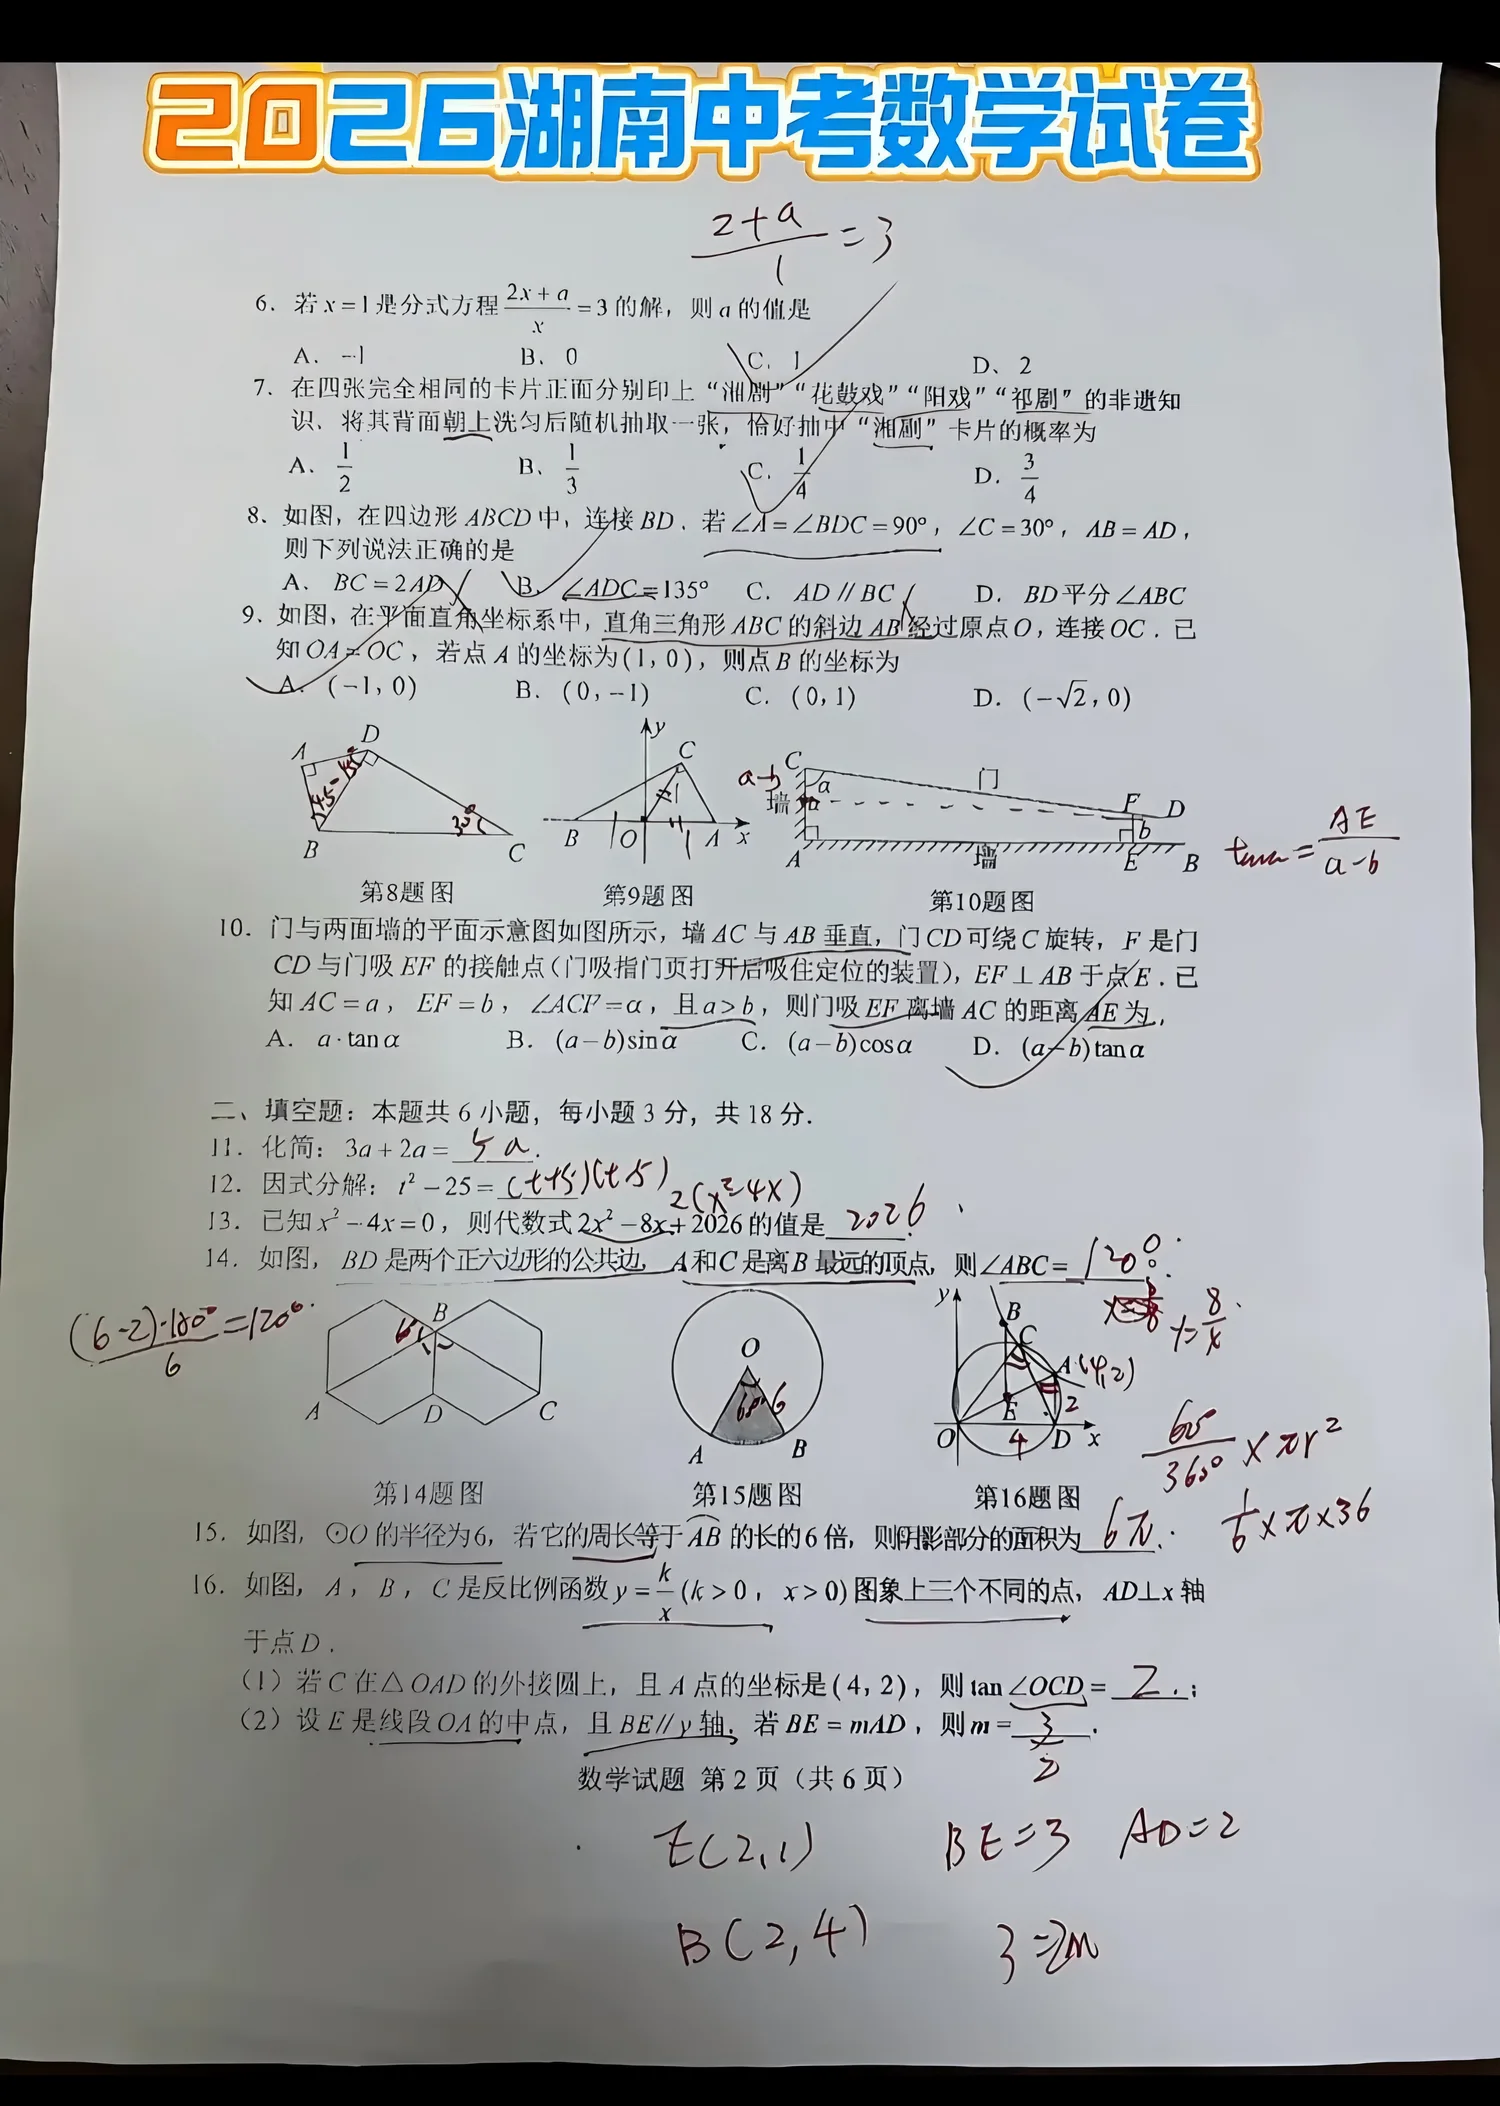 2026湖南中考数学试卷
2+a/1=3
6. 若x=1是分式方程(2x+a)/x=3的解，则a的值是
A. -1 B. 0 C. 1 D. 2
7. 在四张完全相同的卡片正面分别印上“湘剧”“花鼓戏”“阳戏”“祁剧”的非遗知
识，将其背面朝上洗匀后随机抽取一张，恰好抽中“湘剧”卡片的概率为
A. 1/2 B. 1/3 C. 1/4 D. 3/4
8. 如图，在四边形ABCD中，连接BD. 若∠A=∠BDC=90°，∠C=30°，AB=AD，
则下列说法正确的是
A. BC=2AD B. ∠ADC=135° C. AD∥BC D. BD平分∠ABC
9. 如图，在平面直角坐标系中，直角三角形ABC的斜边AB经过原点O，连接OC. 已
知OA=OC，若点A的坐标为(1, 0)，则点B的坐标为
A. (-1, 0) B. (0, -1) C. (0, 1) D. (-√2, 0)
A D 45° 45° 30° B C
y C 1 B 1 O 1 A x
a-b C α 门 墙 F D b A 墙 E B
tanα=AE/(a-b)
第8题图 第9题图 第10题图
10. 门与两面墙的平面示意图如图所示，墙AC与AB垂直，门CD可绕C旋转，F是门
CD与门吸EF的接触点(门吸指门页打开后吸住定位的装置)，EF⊥AB于点E. 已
知AC=a，EF=b，∠ACF=α，且a>b，则门吸EF离墙AC的距离AE为
A. a·tanα B. (a-b)sinα C. (a-b)cosα D. (a-b)tanα
二、填空题：本题共6小题，每小题3分，共18分.
11. 化简：3a+2a=5a.
12. 因式分解：t²-25=(t+5)(t-5)
2(x²-4x)
13. 已知x²-4x=0，则代数式2x²-8x+2026的值是2026.
14. 如图，BD是两个正六边形的公共边，A和C是离B最远的顶点，则∠ABC=120°.
(6-2)·180°/6=120°
B 60 A D C
O 60° 6 A B
y B C A (4,2) E 2 O 4 D x
y=8/x
60°/360°×πr²
1/6×π×36
第14题图 第15题图 第16题图
15. 如图，⊙O的半径为6，若它的周长等于AB的长的6倍，则阴影部分的面积为6π.
16. 如图，A，B，C是反比例函数y=k/x(k>0，x>0)图象上三个不同的点，AD⊥x轴
于点D.
(1) 若C在△OAD的外接圆上，且A点的坐标是(4, 2)，则tan∠OCD=2；
(2) 设E是线段OA的中点，且BE∥y轴. 若BE=mAD，则m=3/2.
数学试题 第2页（共6页）
E(2,1) BE=3 AD=2
B(2,4) 3=2m